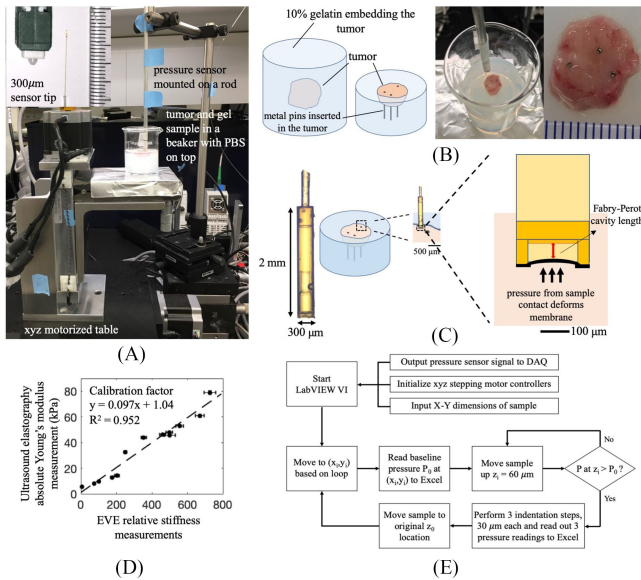 300μm
sensor tip
pressure sensor
mounted on a rod
tumor and gel
sample in a
beaker with PBS
on top
xyz motorized table
(A)
10% gelatin embedding the
tumor
tumor
metal pins inserted
in the tumor
(B)
2 mm
300 μm
500 μm
Fabry-Perot
cavity length
pressure from sample
contact deforms
membrane
100 μm
(C)
Ultrasound elastography
absolute Young's modulus
measurement (kPa)
80
60
40
20
0
Calibration factor
y = 0.097x + 1.04
R² = 0.952
0 200 400 600 800
EVE relative stiffness
measurements
(D)
Start
LabVIEW VI
Output pressure sensor signal to DAQ
Initialize xyz stepping motor controllers
Input X-Y dimensions of sample
Move to (xᵢ,yᵢ)
based on loop
Read baseline
pressure P₀ at
(xᵢ,yᵢ) to Excel
Move sample
up zᵢ = 60 μm
P at zᵢ > P₀ ?
No
Yes
Perform 3 indentation steps,
30 μm each and read out 3
pressure readings to Excel
Move sample to
original z₀
location
(E)